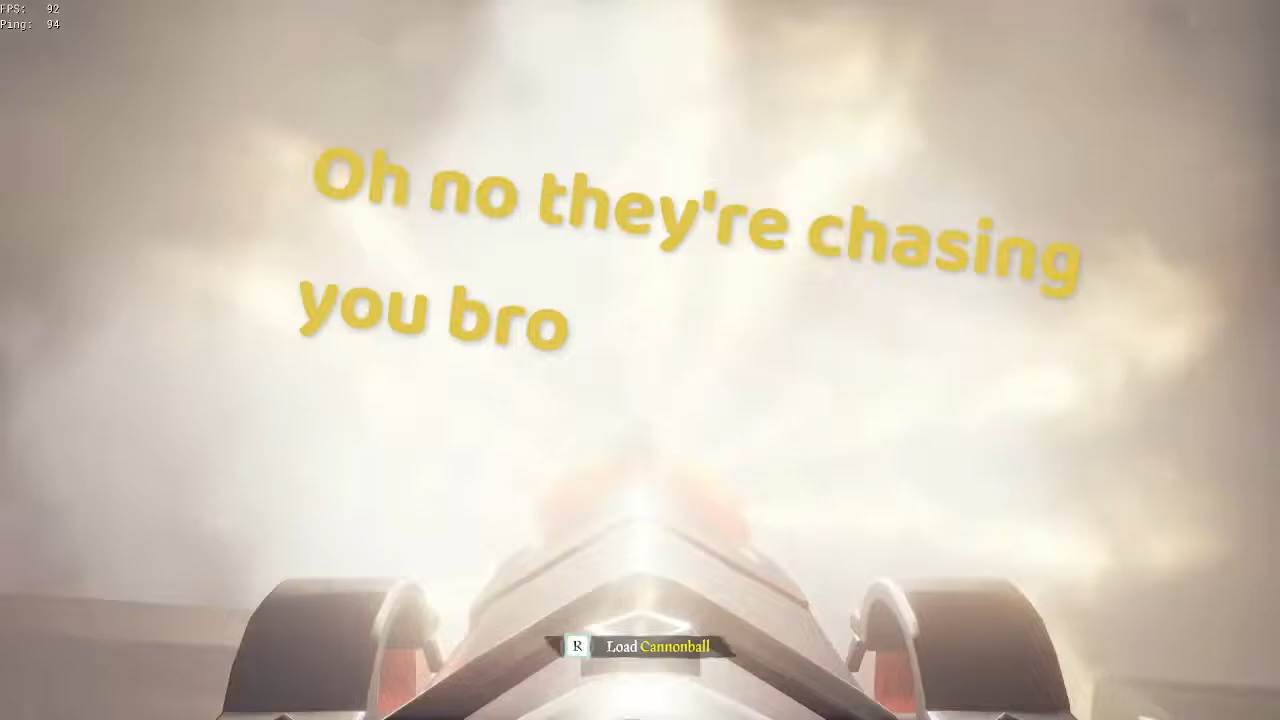 FPS: 92
Ping: 94
Oh no they're chasing
you bro
R Load Cannonball